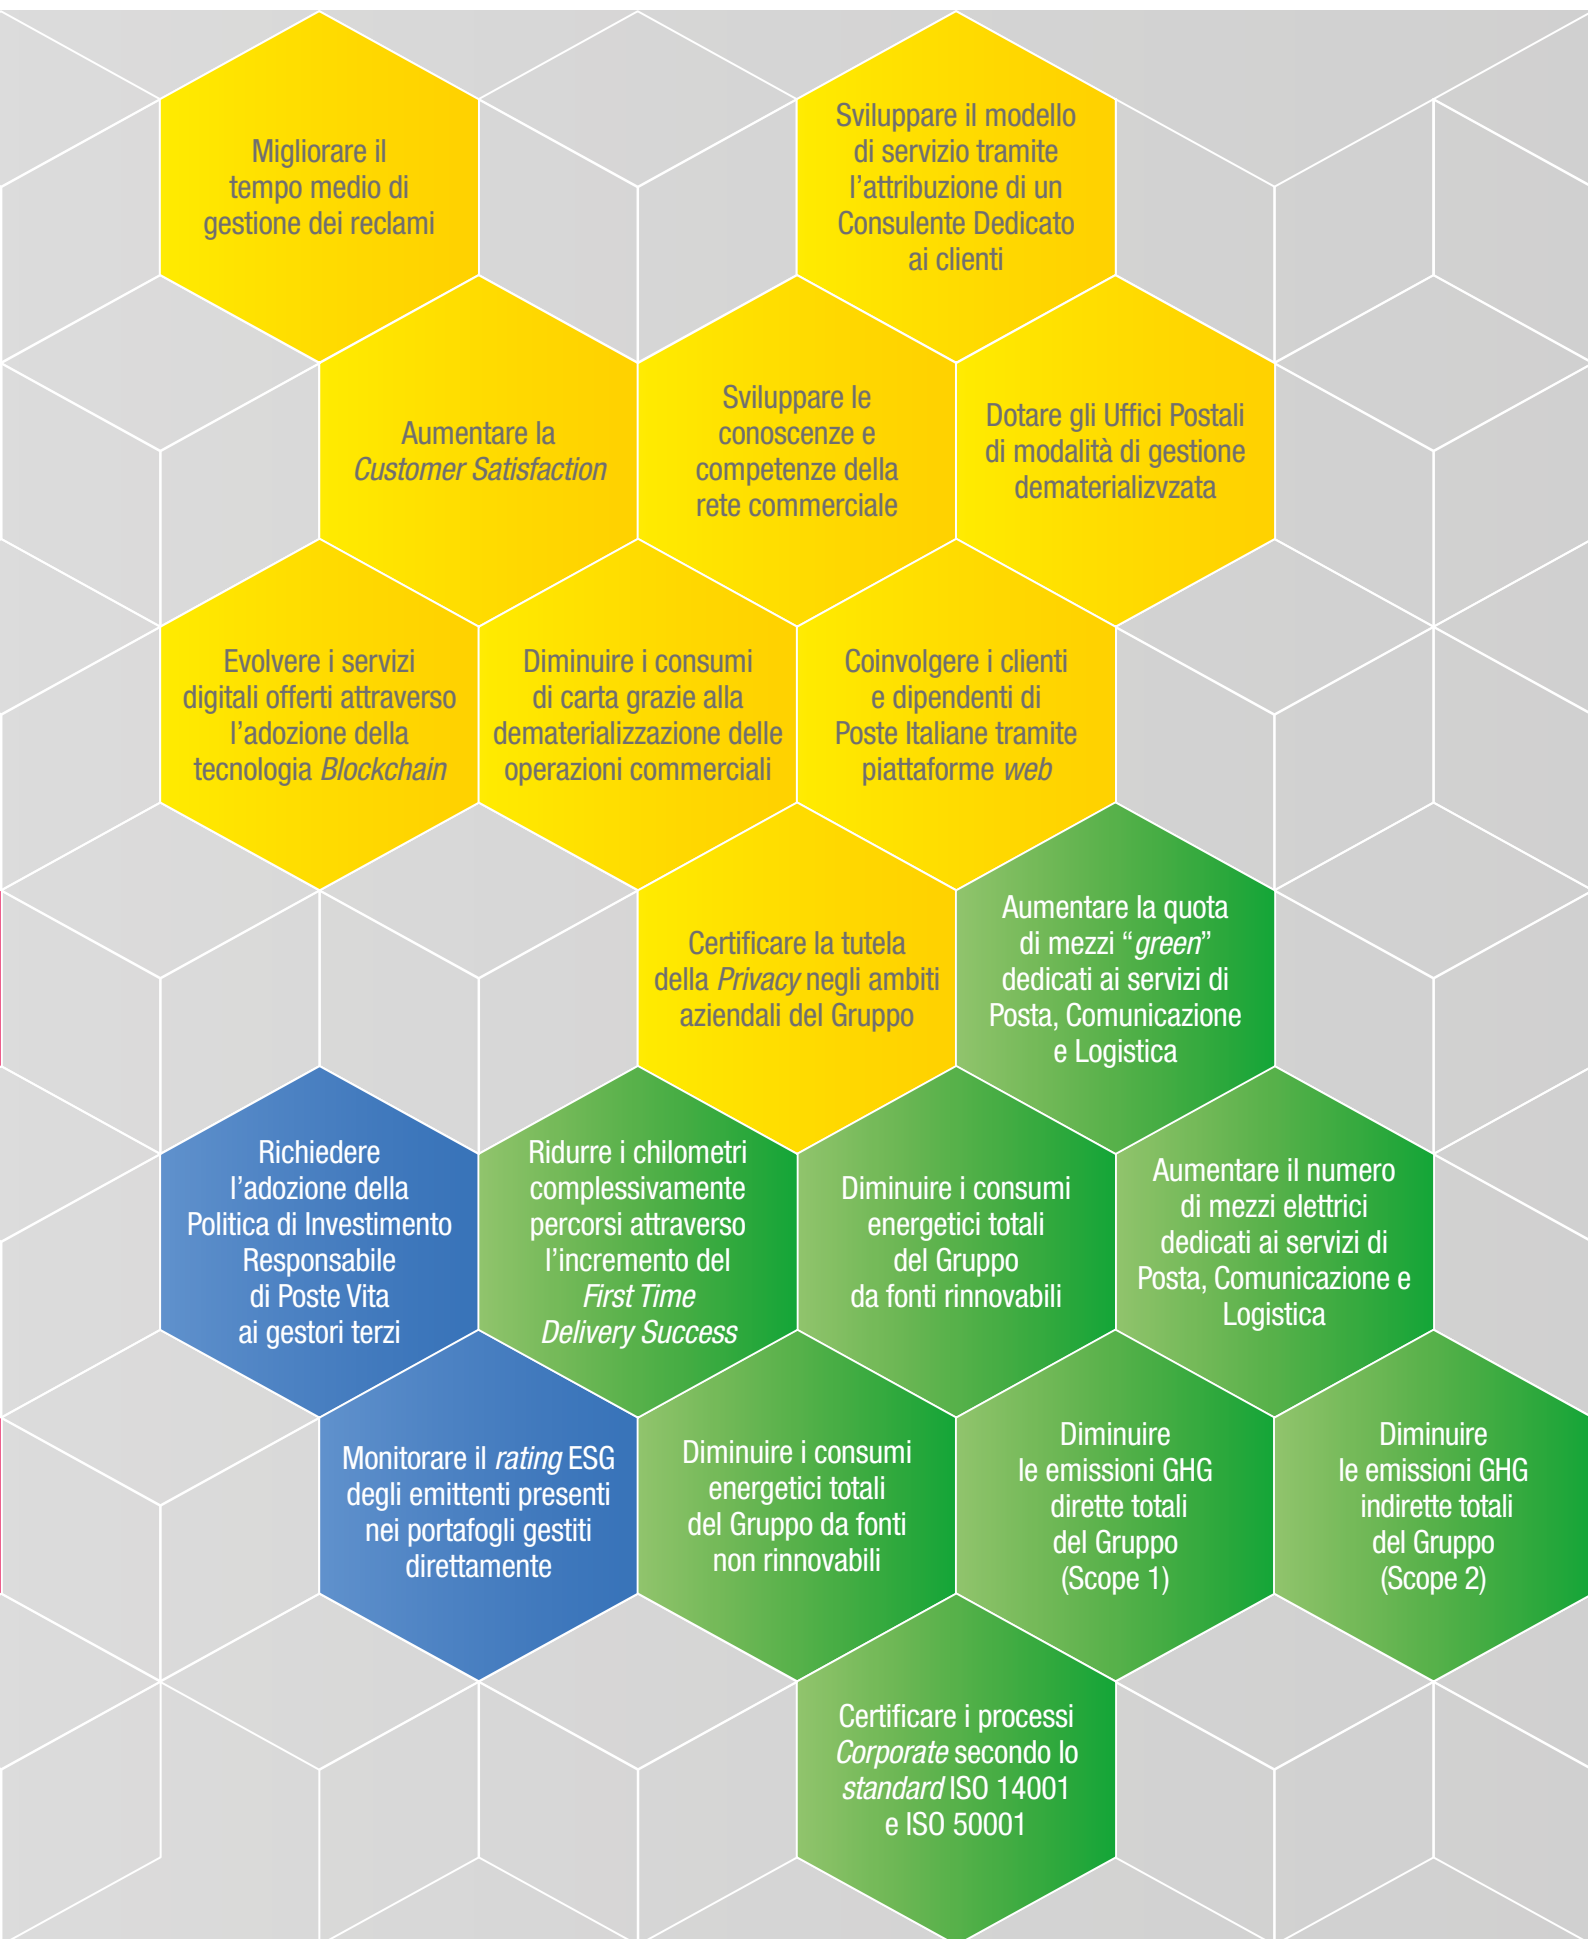 Migliorare il
tempo medio di
gestione dei reclami
Sviluppare il modello
di servizio tramite
l’attribuzione di un
Consulente Dedicato
ai clienti
Aumentare la
Customer Satisfaction
Sviluppare le
conoscenze e
competenze della
rete commerciale
Dotare gli Uffici Postali
di modalità di gestione
dematerializvzata
Evolvere i servizi
digitali offerti attraverso
l’adozione della
tecnologia Blockchain
Diminuire i consumi
di carta grazie alla
dematerializzazione delle
operazioni commerciali
Coinvolgere i clienti
e dipendenti di
Poste Italiane tramite
piattaforme web
Certificare la tutela
della Privacy negli ambiti
aziendali del Gruppo
Aumentare la quota
di mezzi “green”
dedicati ai servizi di
Posta, Comunicazione
e Logistica
Richiedere
l’adozione della
Politica di Investimento
Responsabile
di Poste Vita
ai gestori terzi
Ridurre i chilometri
complessivamente
percorsi attraverso
l’incremento del
First Time
Delivery Success
Diminuire i consumi
energetici totali
del Gruppo
da fonti rinnovabili
Aumentare il numero
di mezzi elettrici
dedicati ai servizi di
Posta, Comunicazione e
Logistica
Monitorare il rating ESG
degli emittenti presenti
nei portafogli gestiti
direttamente
Diminuire i consumi
energetici totali
del Gruppo da fonti
non rinnovabili
Diminuire
le emissioni GHG
dirette totali
del Gruppo
(Scope 1)
Diminuire
le emissioni GHG
indirette totali
del Gruppo
(Scope 2)
Certificare i processi
Corporate secondo lo
standard ISO 14001
e ISO 50001